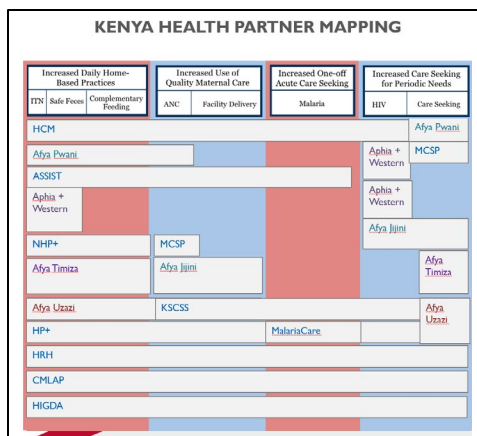 KENYA HEALTH PARTNER MAPPING
Increased Daily Home-
Based Practices
Increased Use of
Quality Maternal Care
Increased One-off
Acute Care Seeking
Increased Care Seeking
for Periodic Needs
ITN
Safe Feces
Complementary
Feeding
ANC
Facility Delivery
Malaria
HIV
Care Seeking
HCM
Afya Pwani
Afya Pwani
Aphia +
Western
MCSP
ASSIST
Aphia +
Western
Aphia +
Western
Afya Jijini
NHP+
MCSP
Afya Timiza
Afya Jijini
Afya
Timiza
Afya Uzazi
KSCSS
Afya
Uzazi
HP+
MalariaCare
HRH
CMLAP
HIGDA